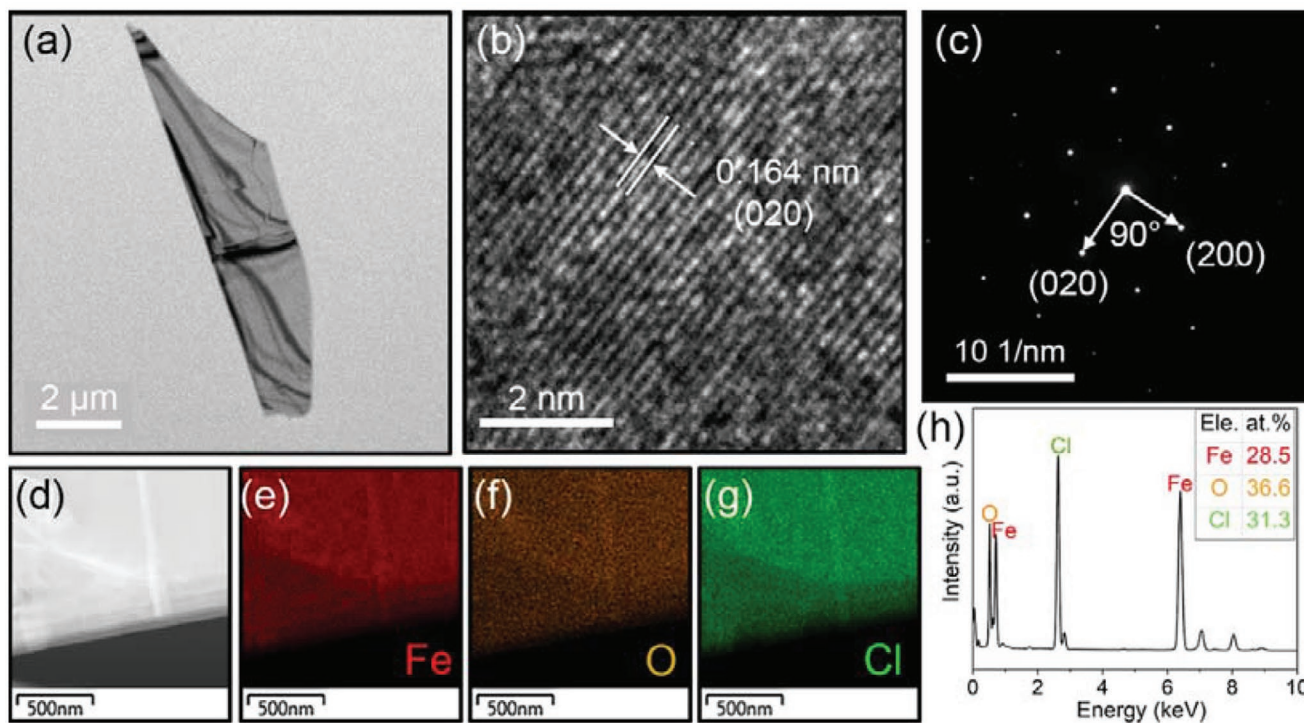 (a)
2 μm
(b)
0.164 nm
(020)
2 nm
(c)
90°
(200)
(020)
10 1/nm
(d)
500nm
(e)
Fe
500nm
(f)
O
500nm
(g)
Cl
500nm
(h)
Cl
O
Fe
Fe
Ele. at.%
Fe 28.5
O 36.6
Cl 31.3
Intensity (a.u.)
0 2 4 6 8 10
Energy (keV)